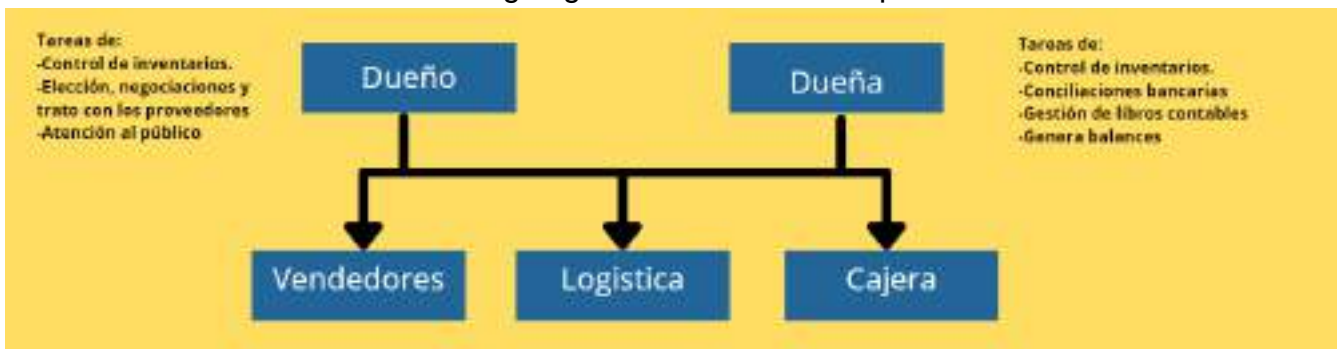 Tareas de:
-Control de inventarios.
-Elección, negociaciones y
trato con los proveedores
-Atención al público
Dueño
Dueña
Tareas de:
-Control de inventarios.
-Conciliaciones bancarias
-Gestión de libros contables
-Genera balances
Vendedores
Logistica
Cajera